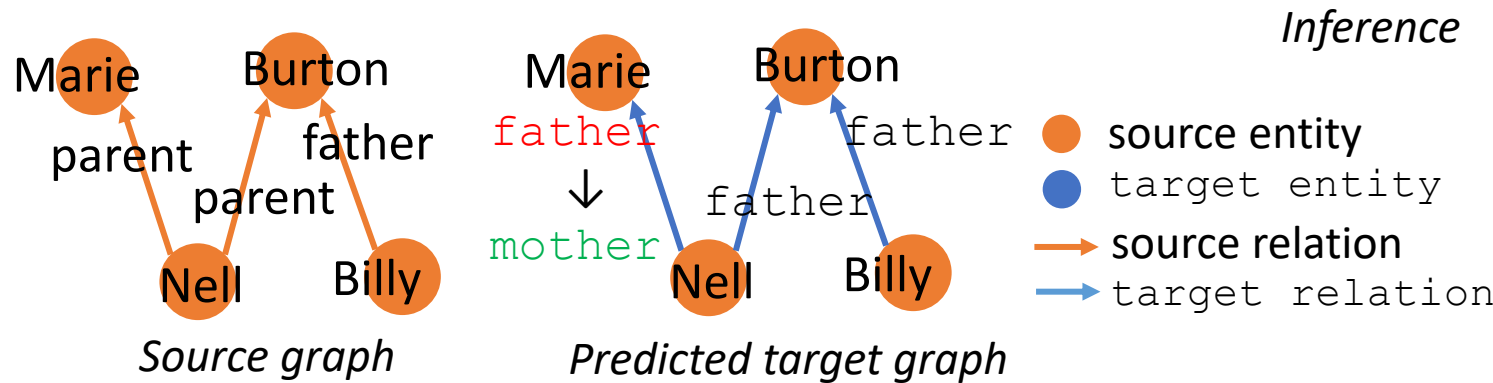 Marie
Burton
parent
parent
father
Nell
Billy
Source graph
Marie
Burton
father
↓
mother
father
father
Nell
Billy
Predicted target graph
Inference
source entity
target entity
source relation
target relation